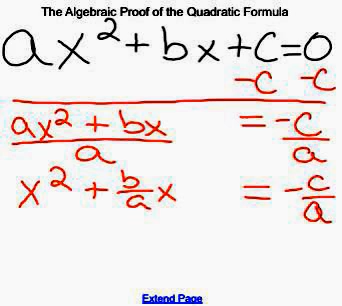 The Algebraic Proof of the Quadratic Formula
ax² + bx + c = 0
-c -c
ax² + bx = -c
a a
x² + b/a x = -c/a
Extend Page